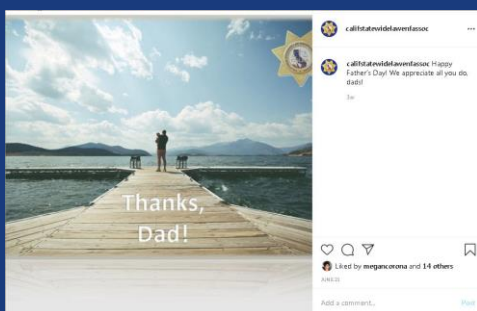 califstatewidelawenfassoc
califstatewidelawenfassoc Happy
Father's Day! We appreciate all you do,
dads!
1w
Thanks,
Dad!
Liked by megancorona and 14 others
Add a comment...
Post